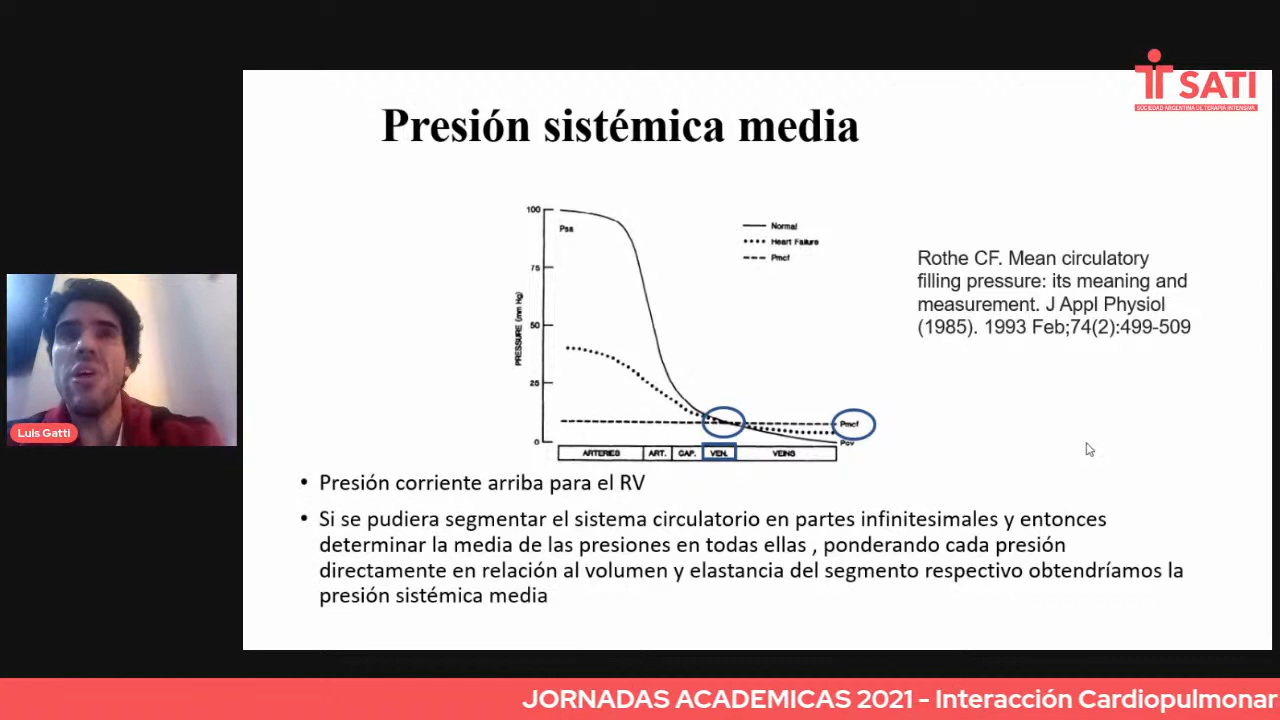 SATI
SOCIEDAD ARGENTINA DE TERAPIA INTENSIVA
Presión sistémica media
100
75
50
25
0
PRESSURE (mm Hg)
Psa
Normal
Heart Failure
Pmcf
Pmcf
Pcv
ARTERIES
ART.
CAP.
VEN.
VEINS
Rothe CF. Mean circulatory
filling pressure: its meaning and
measurement. J Appl Physiol
(1985). 1993 Feb;74(2):499-509
• Presión corriente arriba para el RV
• Si se pudiera segmentar el sistema circulatorio en partes infinitesimales y entonces
determinar la media de las presiones en todas ellas , ponderando cada presión
directamente en relación al volumen y elastancia del segmento respectivo obtendríamos la
presión sistémica media
Luis Gatti
JORNADAS ACADEMICAS 2021 - Interacción Cardiopulmonar